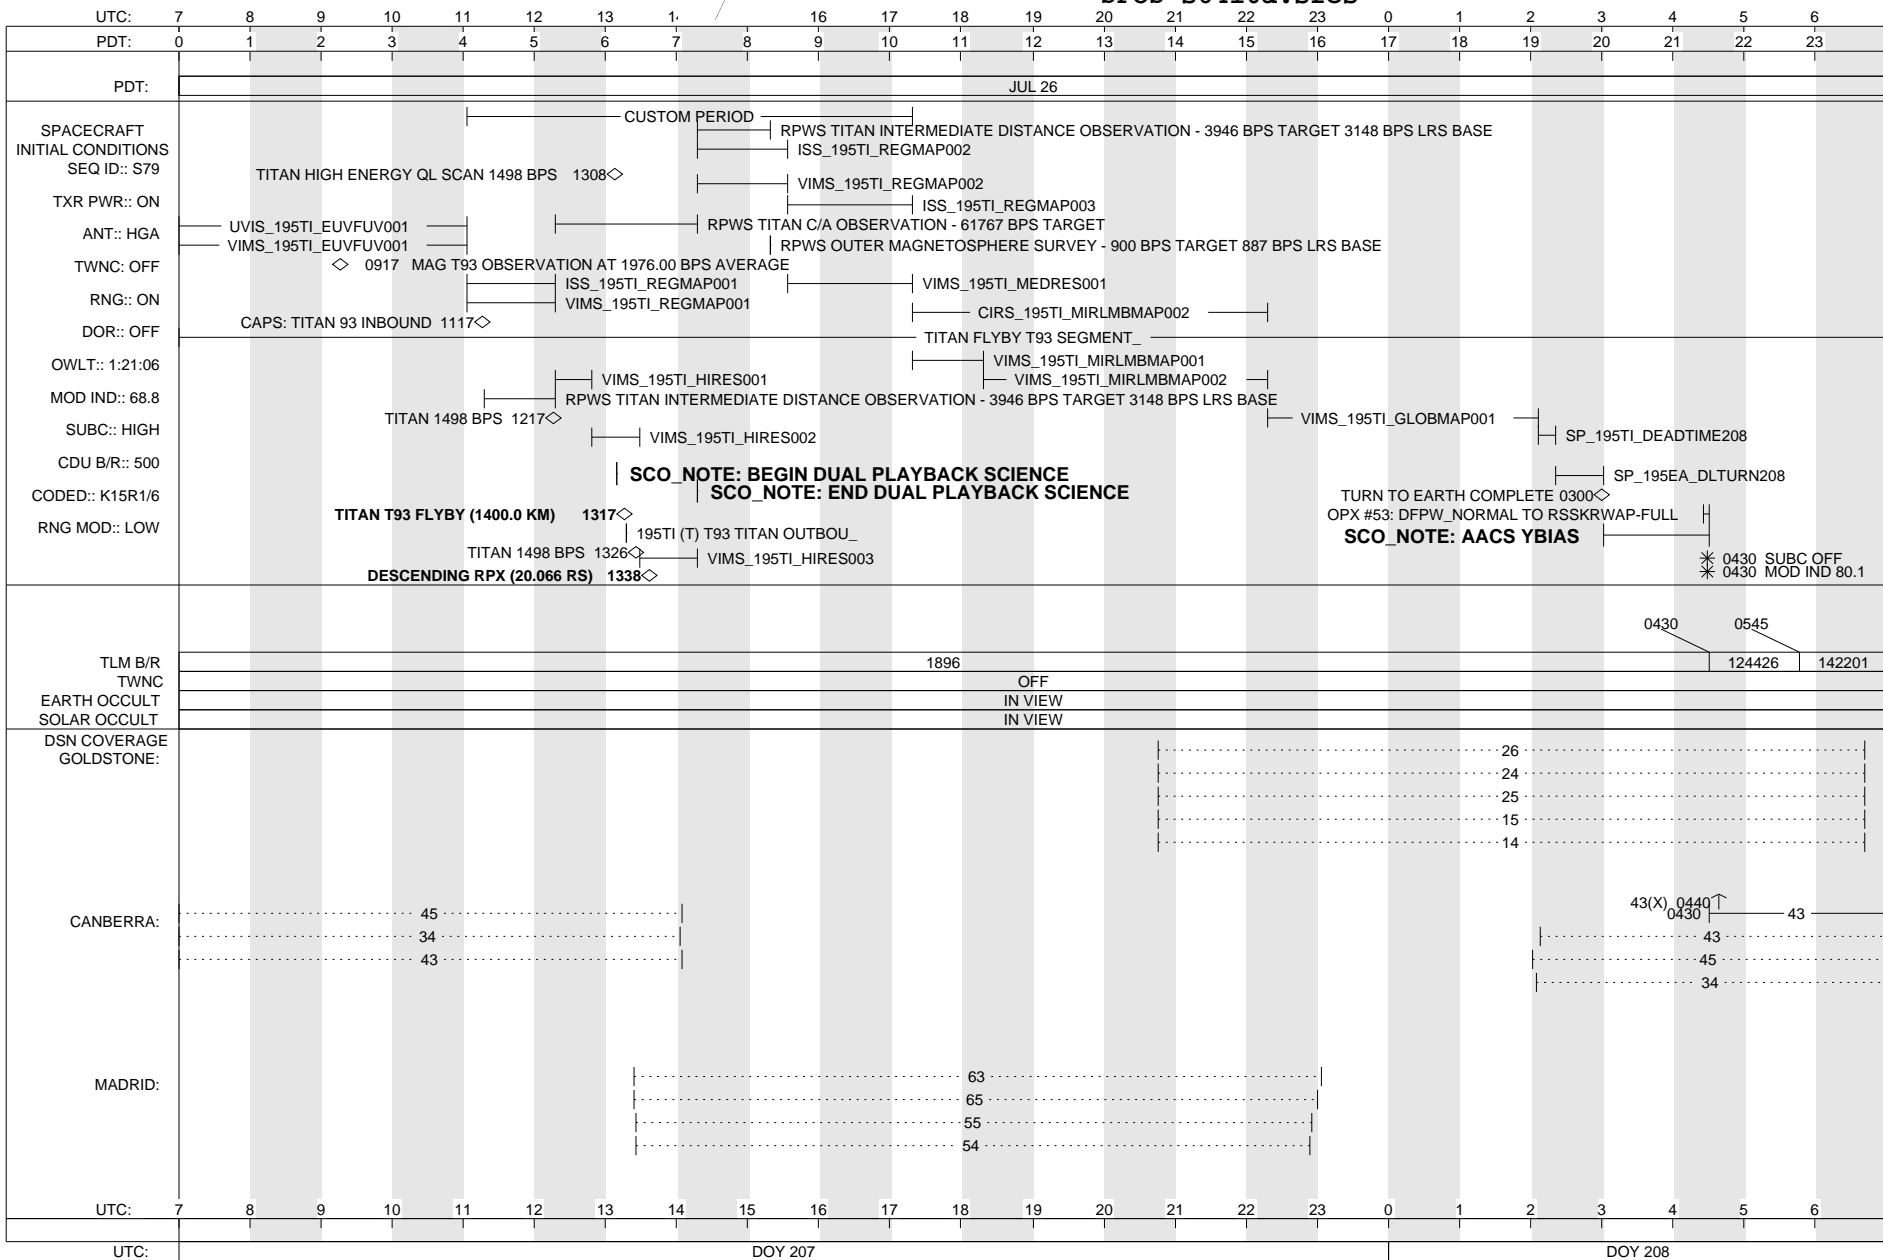 UTC: 7 8 9 10 11 12 13 16 17 18 19 20 21 22 23 0 1 2 3 4 5 6
PDT: 0 1 2 3 4 5 6 7 8 9 10 11 12 13 14 15 16 17 18 19 20 21 22 23
PDT: JUL 26
CUSTOM PERIOD
SPACECRAFT RPWS TITAN INTERMEDIATE DISTANCE OBSERVATION - 3946 BPS TARGET 3148 BPS LRS BASE
INITIAL CONDITIONS ISS_195TI_REGMAP002
SEQ ID:: S79
TITAN HIGH ENERGY QL SCAN 1498 BPS 1308
VIMS_195TI_REGMAP002
TXR PWR:: ON ISS_195TI_REGMAP003
UVIS_195TI_EUVFUV001 RPWS TITAN C/A OBSERVATION - 61767 BPS TARGET
ANT:: HGA
VIMS_195TI_EUVFUV001 RPWS OUTER MAGNETOSPHERE SURVEY - 900 BPS TARGET 887 BPS LRS BASE
TWNC: OFF 0917 MAG T93 OBSERVATION AT 1976.00 BPS AVERAGE
ISS_195TI_REGMAP001 VIMS_195TI_MEDRES001
RNG:: ON VIMS_195TI_REGMAP001
CIRS_195TI_MIRLMBMAP002
CAPS: TITAN 93 INBOUND 1117
DOR:: OFF
TITAN FLYBY T93 SEGMENT_
OWLT:: 1:21:06 VIMS_195TI_MIRLMBMAP001
VIMS_195TI_HIRES001 VIMS_195TI_MIRLMBMAP002
MOD IND:: 68.8 RPWS TITAN INTERMEDIATE DISTANCE OBSERVATION - 3946 BPS TARGET 3148 BPS LRS BASE
TITAN 1498 BPS 1217 VIMS_195TI_GLOBMAP001
SUBC:: HIGH VIMS_195TI_HIRES002 SP_195TI_DEADTIME208
CDU B/R:: 500
SCO_NOTE: BEGIN DUAL PLAYBACK SCIENCE SP_195EA_DLTURN208
CODED:: K15R1/6 SCO_NOTE: END DUAL PLAYBACK SCIENCE TURN TO EARTH COMPLETE 0300
TITAN T93 FLYBY (1400.0 KM) 1317 OPX #53: DFPW_NORMAL TO RSSKRWAP-FULL
RNG MOD:: LOW 195TI (T) T93 TITAN OUTBOU_ SCO_NOTE: AACS YBIAS
TITAN 1498 BPS 1326 VIMS_195TI_HIRES003 0430 SUBC OFF
DESCENDING RPX (20.066 RS) 1338 0430 MOD IND 80.1
0430 0545
TLM B/R 1896 124426 142201
TWNC OFF
EARTH OCCULT IN VIEW
SOLAR OCCULT IN VIEW
DSN COVERAGE
GOLDSTONE: 26
24
25
15
14
43(X) 0440
CANBERRA: 45 0430 43
34 43
43 45
34
MADRID: 63
65
55
54
UTC: 7 8 9 10 11 12 13 14 15 16 17 18 19 20 21 22 23 0 1 2 3 4 5 6
UTC: DOY 207 DOY 208